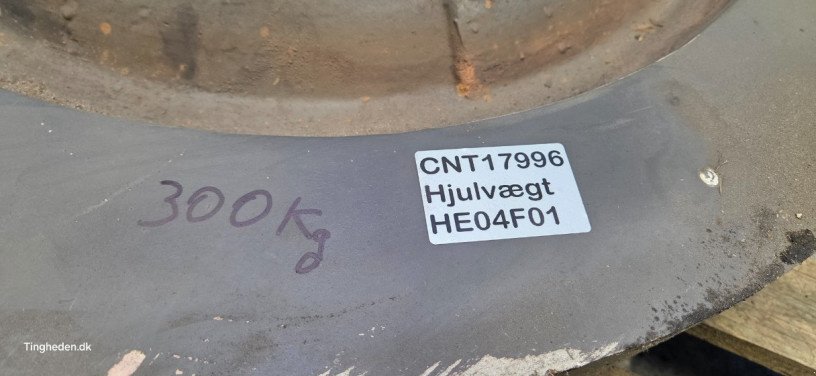 300Kg
CNT17996
Hjulvægt
HE04F01
Tingheden.dk